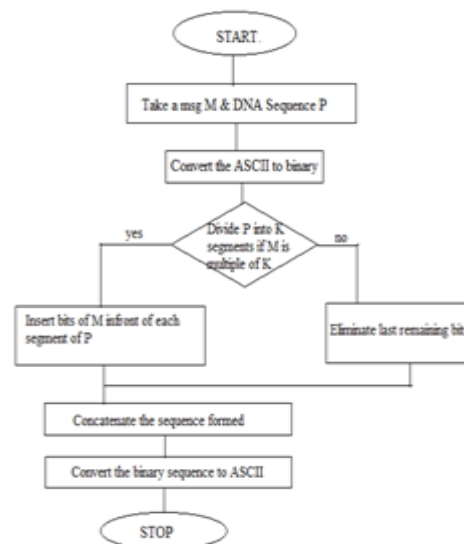 START.
Take a msg M & DNA Sequence P
Convert the ASCII to binary
Divide P into K
segments if M is
multiple of K
yes
no
Insert bits of M infront of each
segment of P
Eliminate last remaining bit
Concatenate the sequence formed
Convert the binary sequence to ASCII
STOP